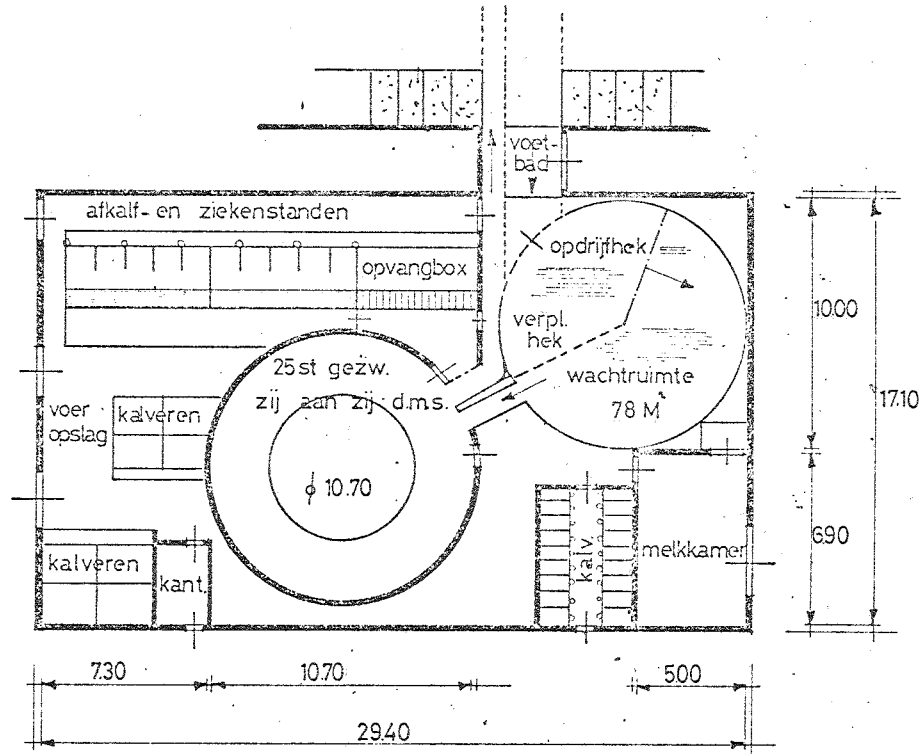 voet-
bad
afkalf- en ziekenstanden
opdrijfhek
opvangbox
verpl.
hek
10.00
25st gezw.
zij aan zij d.m.s.
wachtruimte
78 M
17.10
voer
opslag
kalveren
ϕ 10.70
6.90
kalveren
kant.
kalv.
melkkamer
7.30
10.70
5.00
29.40